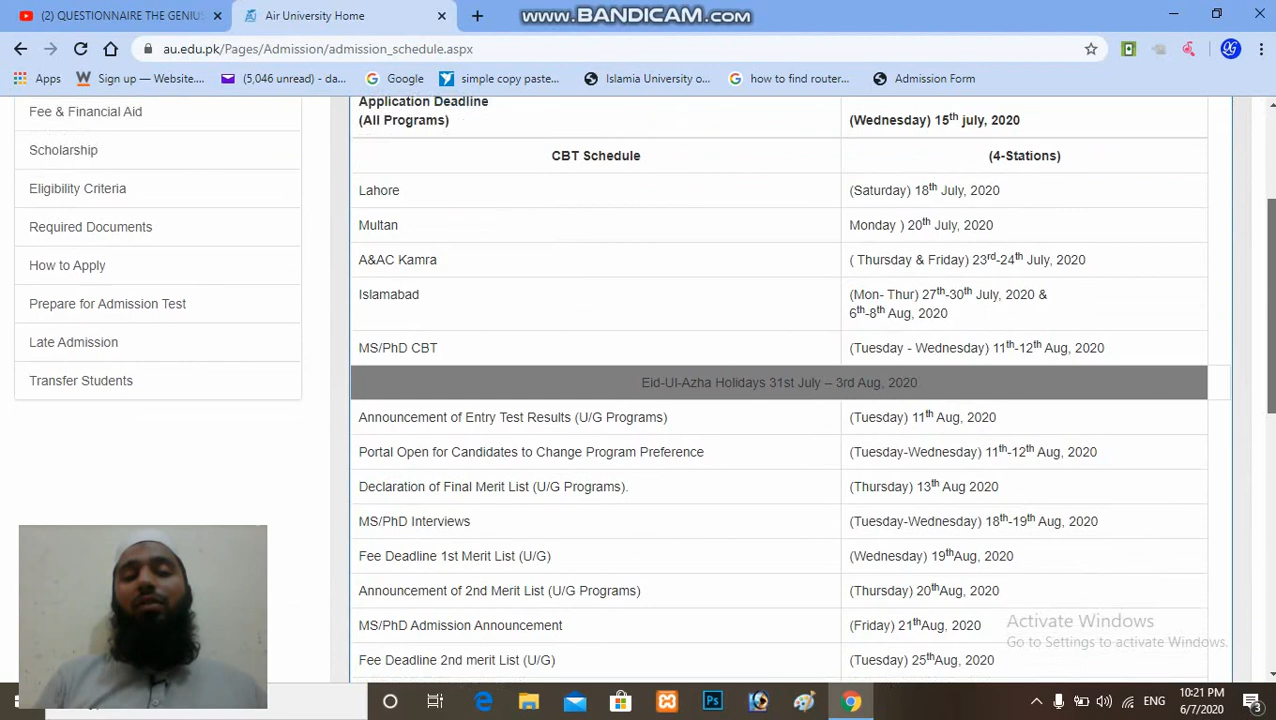 (2) QUESTIONNAIRE THE GENIUS
Air University Home
www.BANDICAM.com
au.edu.pk/Pages/Admission/admission_schedule.aspx
Apps
Sign up — Website....
(5,046 unread) - da...
Google
simple copy paste...
Islamia University o...
how to find router...
Admission Form
Fee & Financial Aid
Scholarship
Eligibility Criteria
Required Documents
How to Apply
Prepare for Admission Test
Late Admission
Transfer Students
Application Deadline
(All Programs)
(Wednesday) 15th july, 2020
CBT Schedule
(4-Stations)
Lahore
(Saturday) 18th July, 2020
Multan
Monday ) 20th July, 2020
A&AC Kamra
( Thursday & Friday) 23rd-24th July, 2020
Islamabad
(Mon- Thur) 27th-30th July, 2020 &
6th-8th Aug, 2020
MS/PhD CBT
(Tuesday - Wednesday) 11th-12th Aug, 2020
Eid-Ul-Azha Holidays 31st July – 3rd Aug, 2020
Announcement of Entry Test Results (U/G Programs)
(Tuesday) 11th Aug, 2020
Portal Open for Candidates to Change Program Preference
(Tuesday-Wednesday) 11th-12th Aug, 2020
Declaration of Final Merit List (U/G Programs).
(Thursday) 13th Aug 2020
MS/PhD Interviews
(Tuesday-Wednesday) 18th-19th Aug, 2020
Fee Deadline 1st Merit List (U/G)
(Wednesday) 19thAug, 2020
Announcement of 2nd Merit List (U/G Programs)
(Thursday) 20thAug, 2020
MS/PhD Admission Announcement
(Friday) 21thAug, 2020
Fee Deadline 2nd merit List (U/G)
(Tuesday) 25thAug, 2020
Activate Windows
Go to Settings to activate Windows.
Ps
ENG
10:21 PM
6/7/2020
3